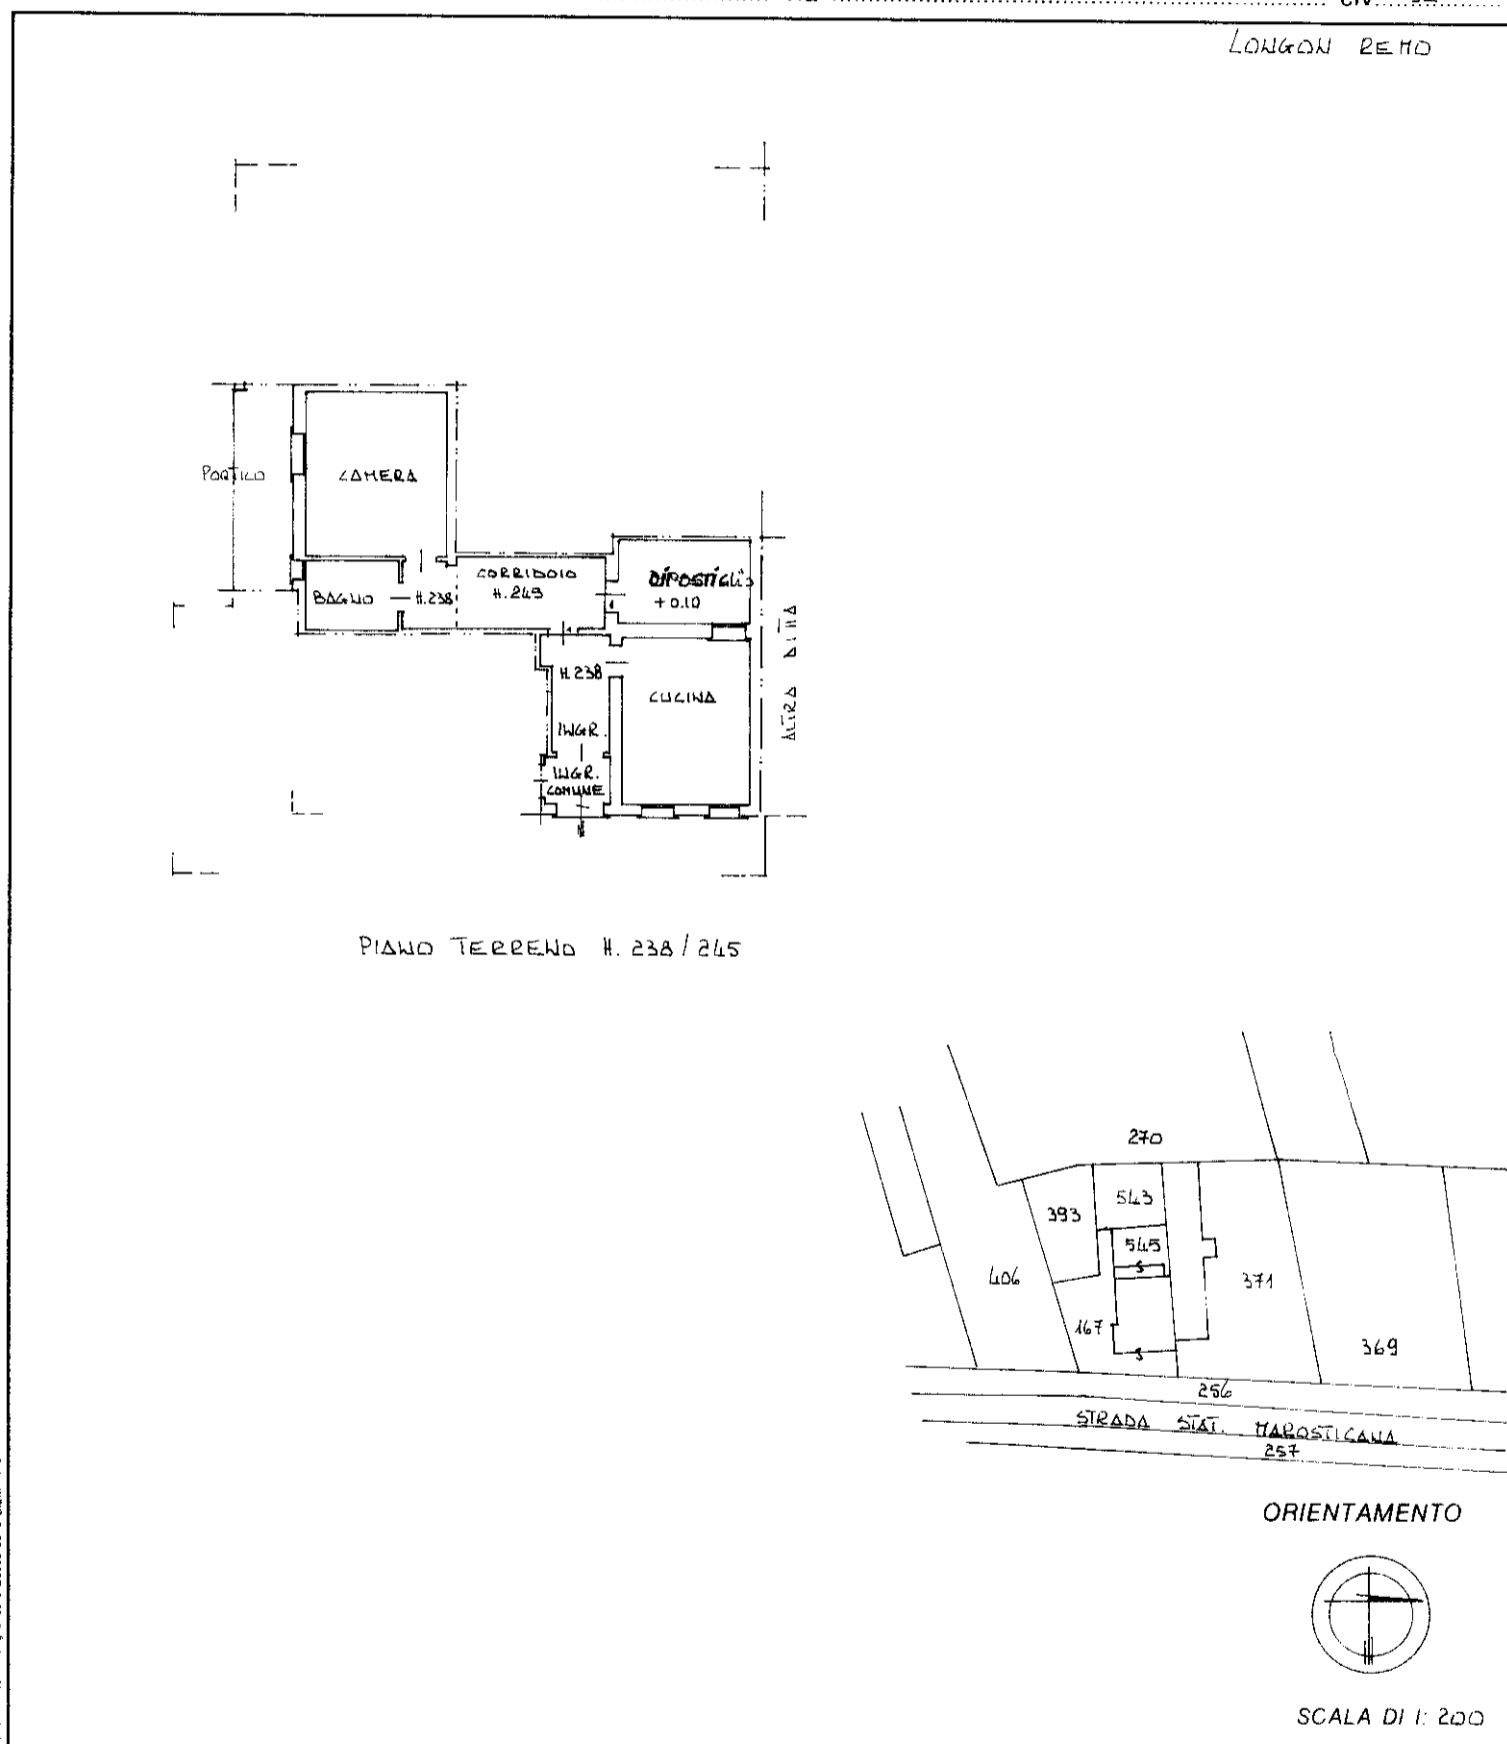 LONGON REMO
PORTICO
CAMERA
CORRIDOIO
H.245
RIPOSTIGLIO
+0.10
BAGNO
H.238
ALTRA DITTA
H.238
CUCINA
INGR.
INGR.
COMUNE
PIANO TERRENO H. 238/245
270
543
393
545
406
371
167
369
256
STRADA STAT. MAROSTICANA
257
ORIENTAMENTO
SCALA DI 1: 200